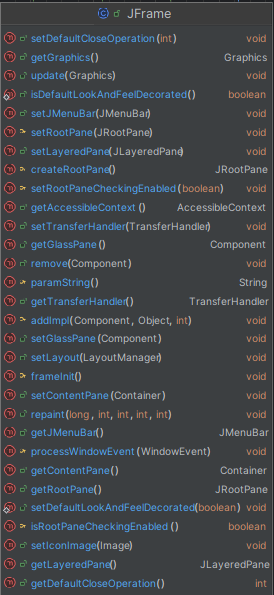 JFrame
setDefaultCloseOperation(int) void
getGraphics() Graphics
update(Graphics) void
isDefaultLookAndFeelDecorated() boolean
setJMenuBar(JMenuBar) void
setRootPane(JRootPane) void
setLayeredPane(JLayeredPane) void
createRootPane() JRootPane
setRootPaneCheckingEnabled(boolean) void
getAccessibleContext() AccessibleContext
setTransferHandler(TransferHandler) void
getGlassPane() Component
remove(Component) void
paramString() String
getTransferHandler() TransferHandler
addImpl(Component, Object, int) void
setGlassPane(Component) void
setLayout(LayoutManager) void
frameInit() void
setContentPane(Container) void
repaint(long, int, int, int, int) void
getJMenuBar() JMenuBar
processWindowEvent(WindowEvent) void
getContentPane() Container
getRootPane() JRootPane
setDefaultLookAndFeelDecorated(boolean) void
isRootPaneCheckingEnabled() boolean
setIconImage(Image) void
getLayeredPane() JLayeredPane
getDefaultCloseOperation() int